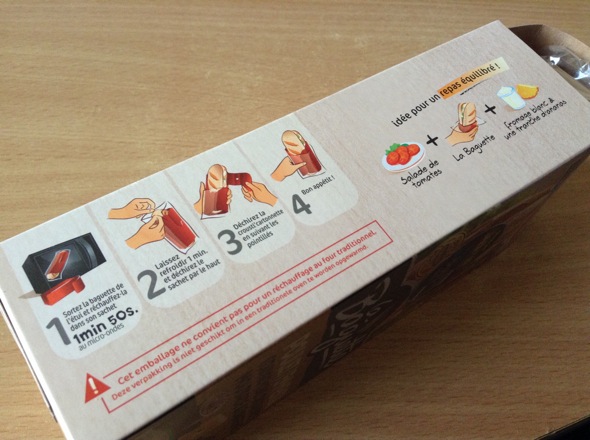 1
Sortez la baguette de
l'étui et réchauffez-la
dans son sachet
1min 50s.
au micro-ondes
2
Laissez
refroidir 1 min.
et déchirez le
sachet par le haut
3
Déchirez la
crousti'cartonnette
en suivant les
pointillés
4
Bon appétit !
Idée pour un repas équilibré !
Salade de
tomates
+
La Baguette
+
fromage blanc &
une tranche d'ananas
Cet emballage ne convient pas pour un réchauffage au four traditionnel.
Deze verpakking is niet geschikt om in een traditionele oven te worden opgewarmd.